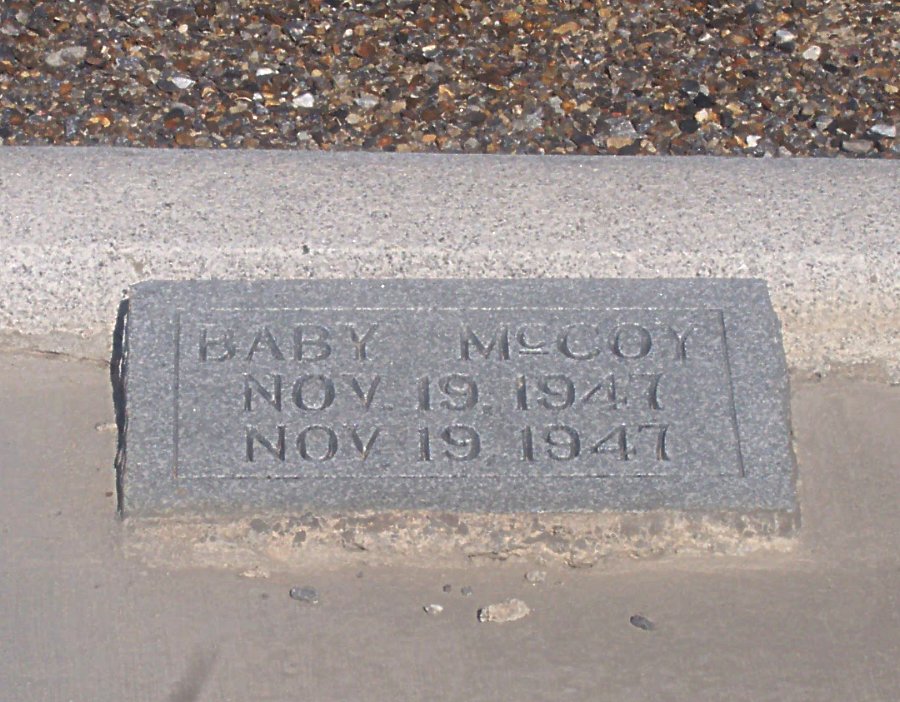 BABY McCOY
NOV. 19, 1947
NOV 19, 1947